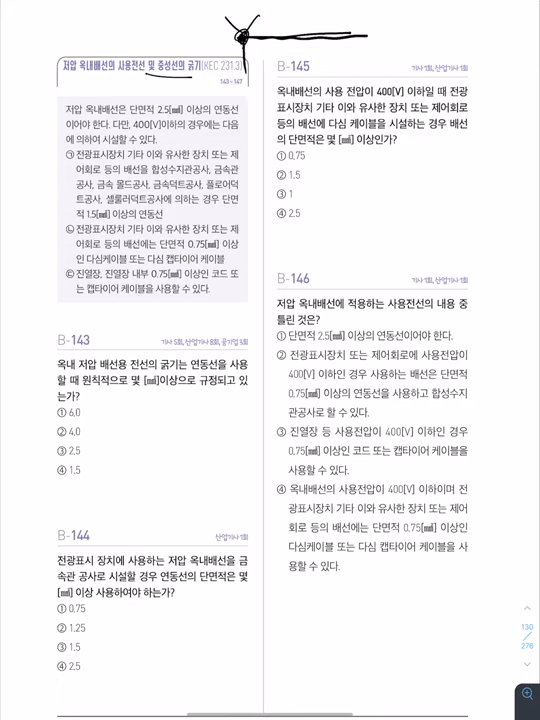 저압 옥내배선의 사용전선 및 중성선의 굵기(KEC 231.3)
143~147
저압 옥내배선은 단면적 2.5[㎟] 이상의 연동선
이어야 한다. 다만, 400[V]이하의 경우에는 다음
에 의하여 시설할 수 있다.
㉠ 전광표시장치 기타 이와 유사한 장치 또는 제
어회로 등의 배선을 합성수지관공사, 금속관
공사, 금속 몰드공사, 금속덕트공사, 플로어덕
트공사, 셀룰러덕트공사에 의하는 경우 단면
적 1.5[㎟] 이상의 연동선
㉡ 전광표시장치 기타 이와 유사한 장치 또는 제
어회로 등의 배선에는 단면적 0.75[㎟] 이상
인 다심케이블 또는 다심 캡타이어 케이블
㉢ 진열장, 진열장 내부 0.75[㎟] 이상인 코드 또
는 캡타이어 케이블을 사용할 수 있다.
B-143
기사 5회, 산업기사 8회, 공기업 3회
옥내 저압 배선용 전선의 굵기는 연동선을 사용
할 때 원칙적으로 몇 [㎟]이상으로 규정되고 있
는가?
① 6.0
② 4.0
③ 2.5
④ 1.5
B-144
산업기사 1회
전광표시 장치에 사용하는 저압 옥내배선을 금
속관 공사로 시설할 경우 연동선의 단면적은 몇
[㎟] 이상 사용하여야 하는가?
① 0.75
② 1.25
③ 1.5
④ 2.5
B-145
기사 1회, 산업기사 1회
옥내배선의 사용 전압이 400[V] 이하일 때 전광
표시장치 기타 이와 유사한 장치 또는 제어회로
등의 배선에 다심 케이블을 시설하는 경우 배선
의 단면적은 몇 [㎟] 이상인가?
① 0.75
② 1.5
③ 1
④ 2.5
B-146
기사 1회, 산업기사 1회
저압 옥내배선에 적용하는 사용전선의 내용 중
틀린 것은?
① 단면적 2.5[㎟] 이상의 연동선이어야 한다.
② 전광표시장치 또는 제어회로에 사용전압이
400[V] 이하인 경우 사용하는 배선은 단면적
0.75[㎟] 이상의 연동선을 사용하고 합성수지
관공사로 할 수 있다.
③ 진열장 등 사용전압이 400[V] 이하인 경우
0.75[㎟] 이상인 코드 또는 캡타이어 케이블을
사용할 수 있다.
④ 옥내배선의 사용전압이 400[V] 이하이며 전
광표시장치 기타 이와 유사한 장치 또는 제어
회로 등의 배선에는 단면적 0.75[㎟] 이상인
다심케이블 또는 다심 캡타이어 케이블을 사
용할 수 있다.
130
276